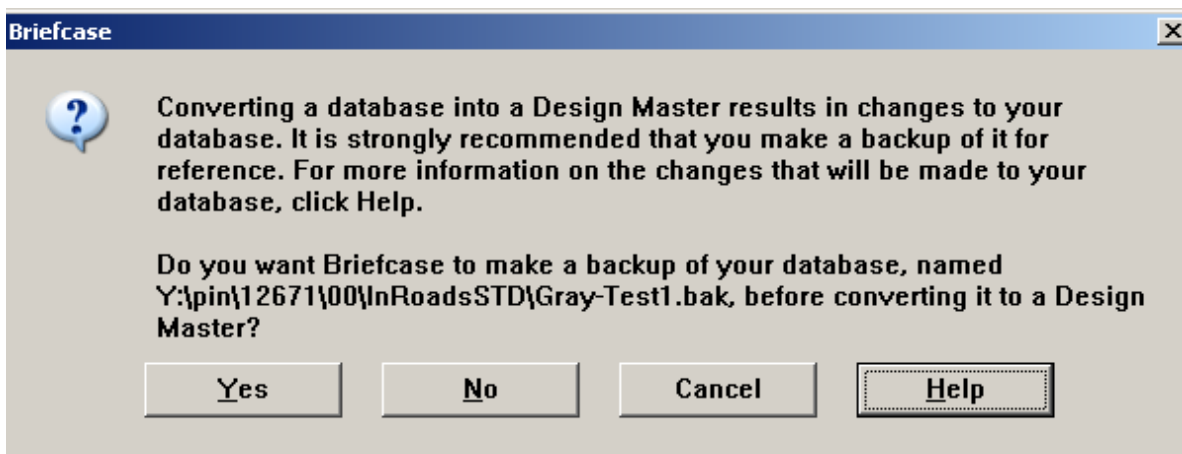 Briefcase
Converting a database into a Design Master results in changes to your
database. It is strongly recommended that you make a backup of it for
reference. For more information on the changes that will be made to your
database, click Help.
Do you want Briefcase to make a backup of your database, named
Y:\pin\12671\00\InRoadsSTD\Gray-Test1.bak, before converting it to a Design
Master?
Yes No Cancel Help